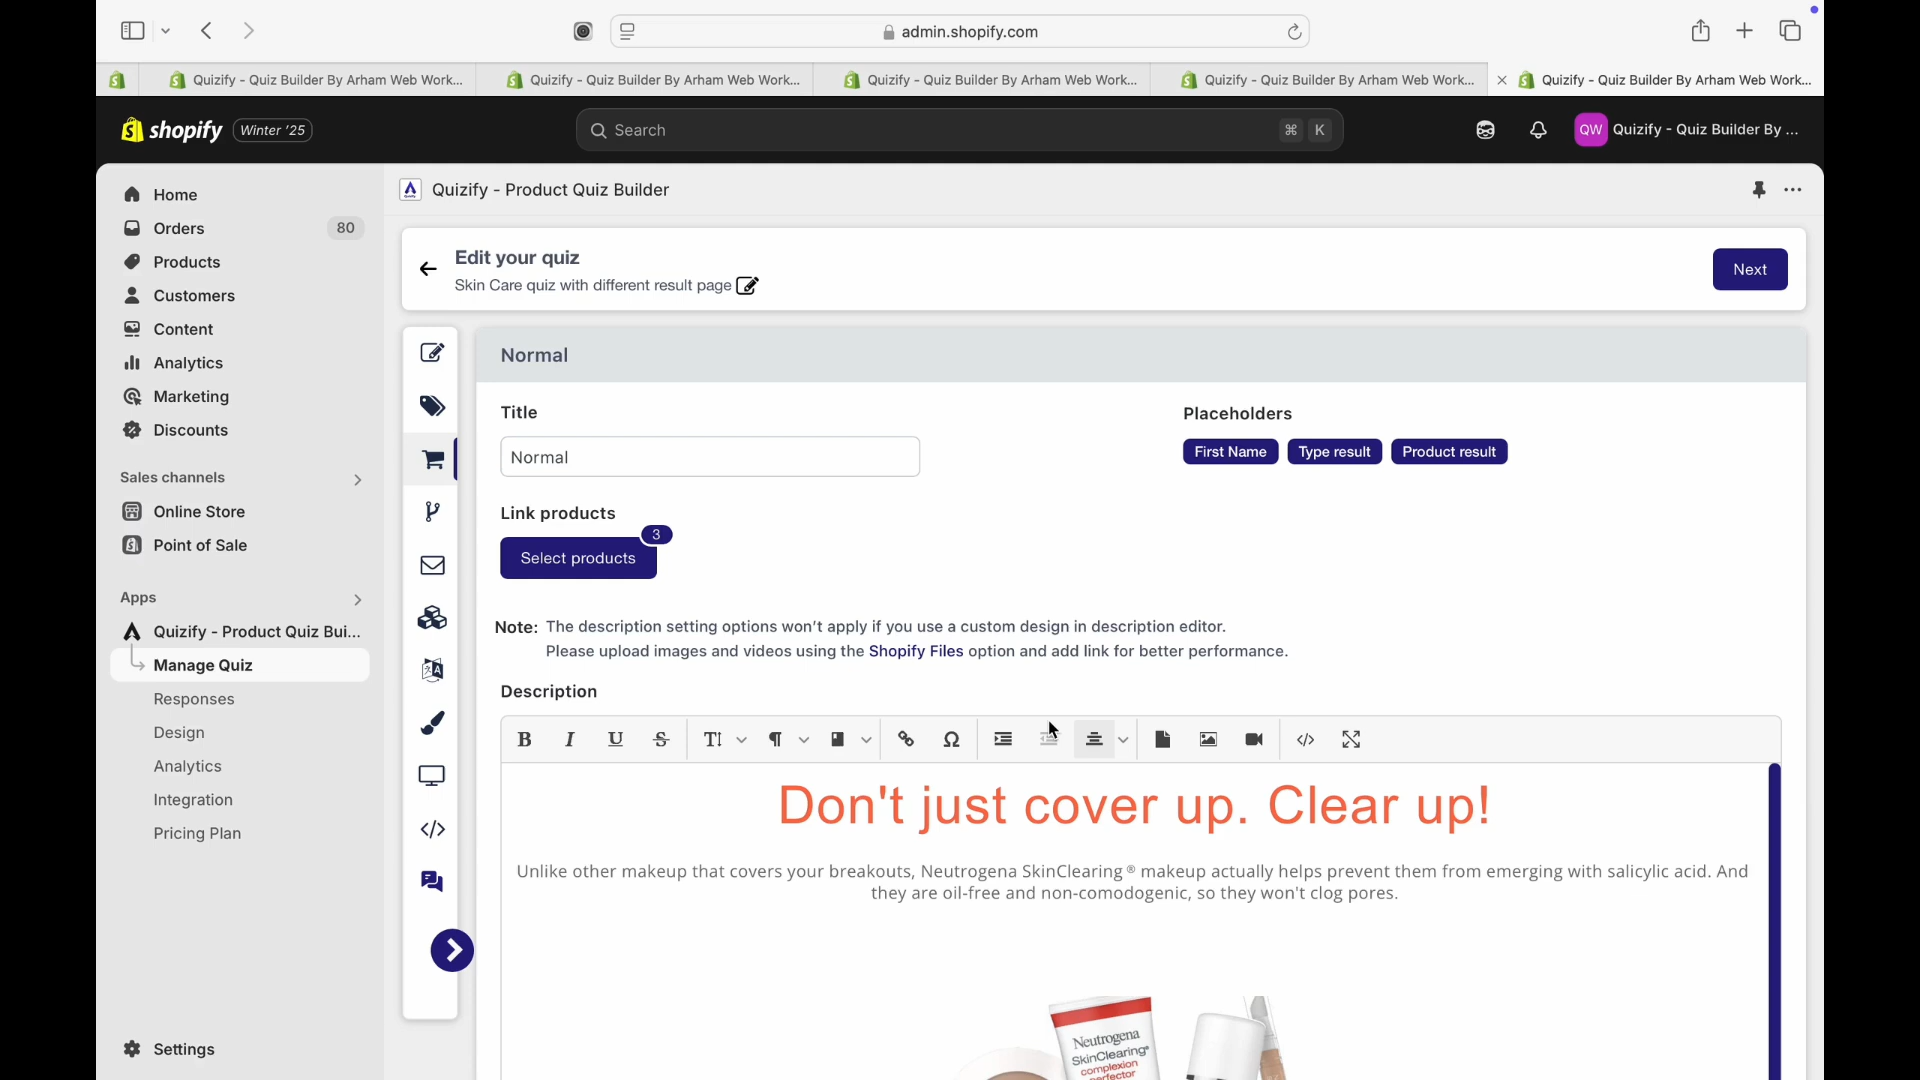 admin.shopify.com
Quizify - Quiz Builder By Arham Web Work...
Quizify - Quiz Builder By Arham Web Work...
Quizify - Quiz Builder By Arham Web Work...
Quizify - Quiz Builder By Arham Web Work...
Quizify - Quiz Builder By Arham Web Work...
shopify
Winter '25
Search
⌘ K
QW
Quizify - Quiz Builder By ...
Home
Orders
80
Products
Customers
Content
Analytics
Marketing
Discounts
Sales channels
Online Store
Point of Sale
Apps
Quizify - Product Quiz Bui...
Manage Quiz
Responses
Design
Analytics
Integration
Pricing Plan
Settings
Quizify - Product Quiz Builder
Edit your quiz
Skin Care quiz with different result page
Next
Normal
Title
Normal
Placeholders
First Name
Type result
Product result
Link products
3
Select products
Note: The description setting options won't apply if you use a custom design in description editor.
Please upload images and videos using the Shopify Files option and add link for better performance.
Description
Don't just cover up. Clear up!
Unlike other makeup that covers your breakouts, Neutrogena SkinClearing ® makeup actually helps prevent them from emerging with salicylic acid. And
they are oil-free and non-comodogenic, so they won't clog pores.
Neutrogena
SkinClearing®
complexion
perfector